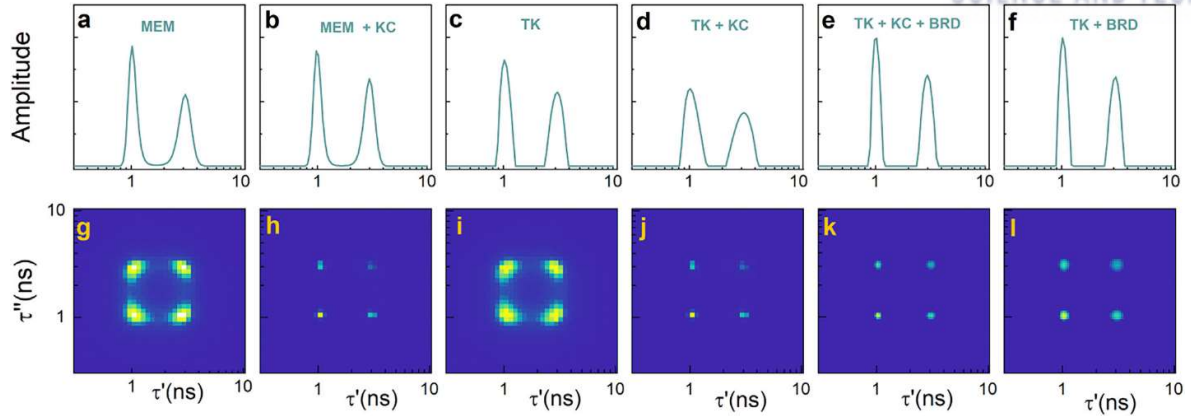 a MEM
b MEM + KC
c TK
d TK + KC
e TK + KC + BRD
f TK + BRD
Amplitude
1 10 1 10 1 10 1 10 1 10 1 10
g h i j k l
10
1
τ''(ns)
1 10 1 10 1 10 1 10 1 10 1 10
τ'(ns) τ'(ns) τ'(ns) τ'(ns) τ'(ns) τ'(ns)